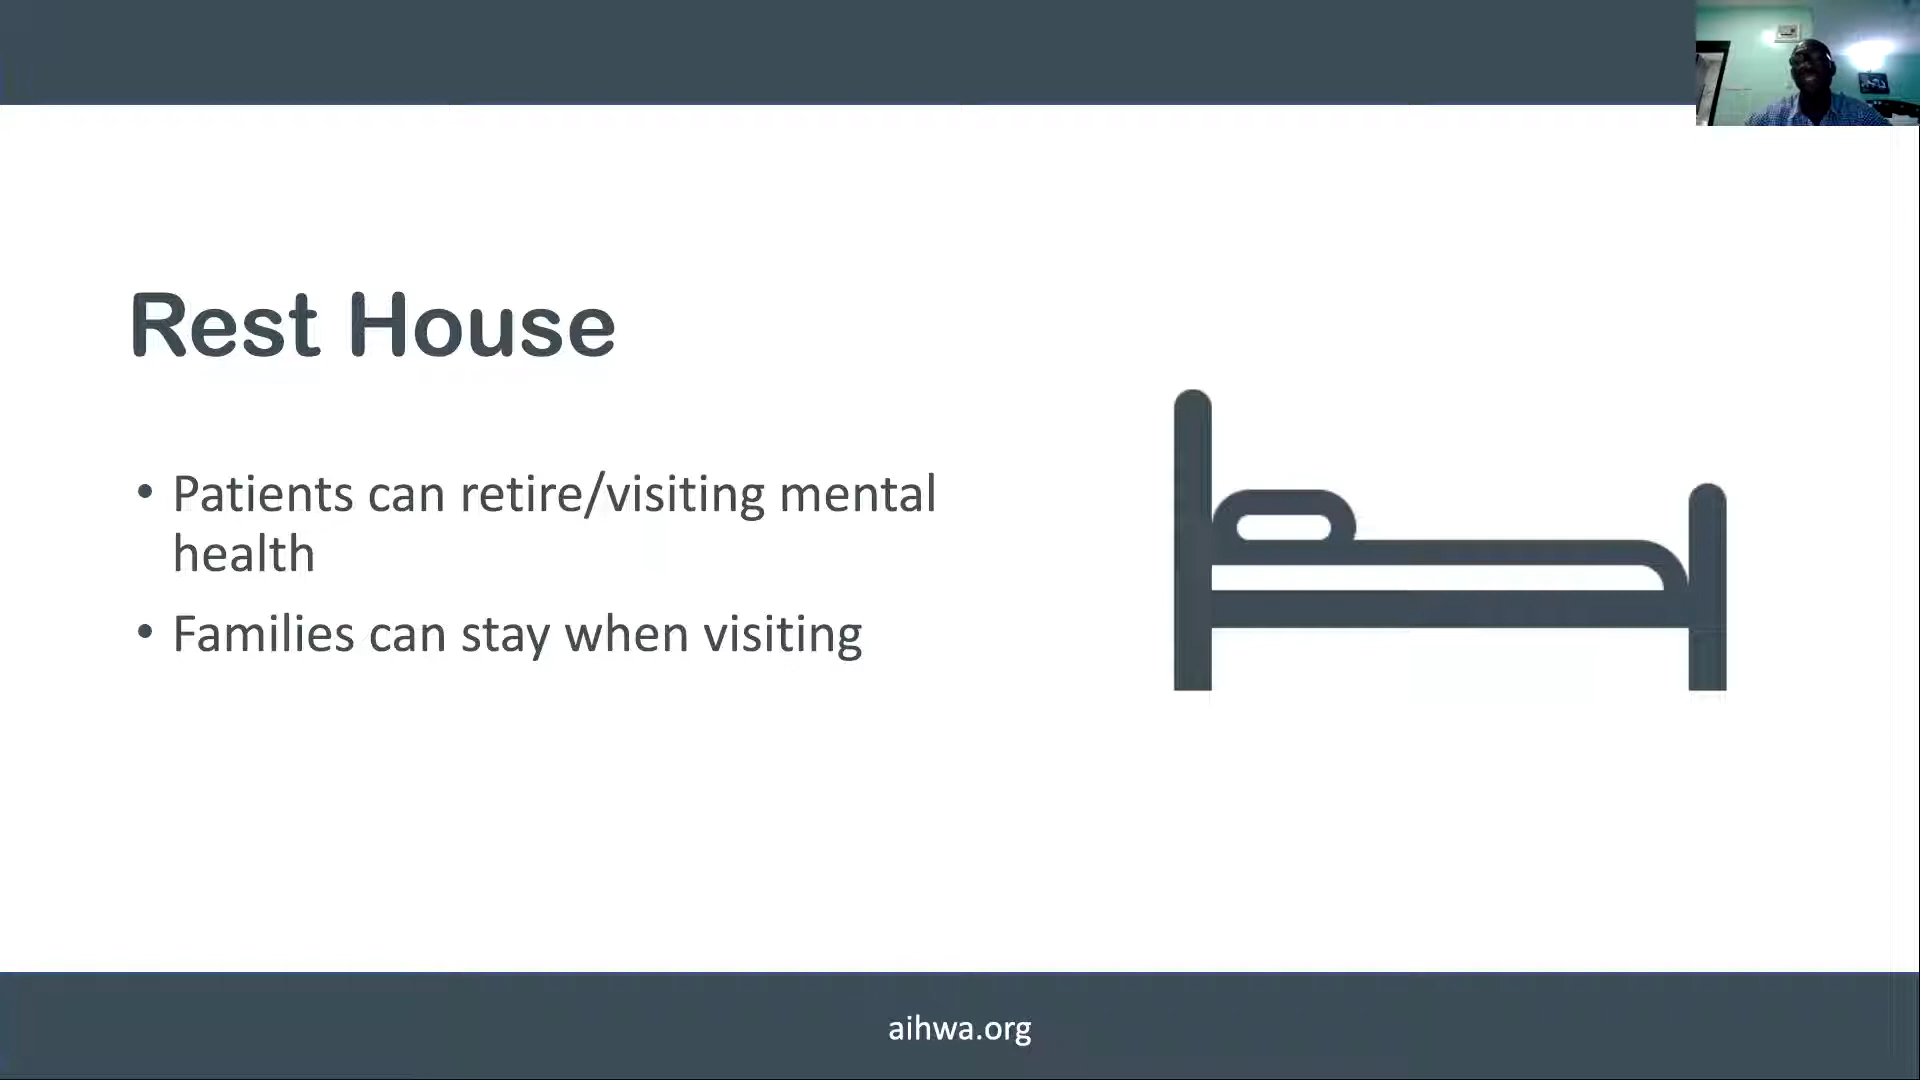 Rest House
• Patients can retire/visiting mental
health
• Families can stay when visiting
aihwa.org